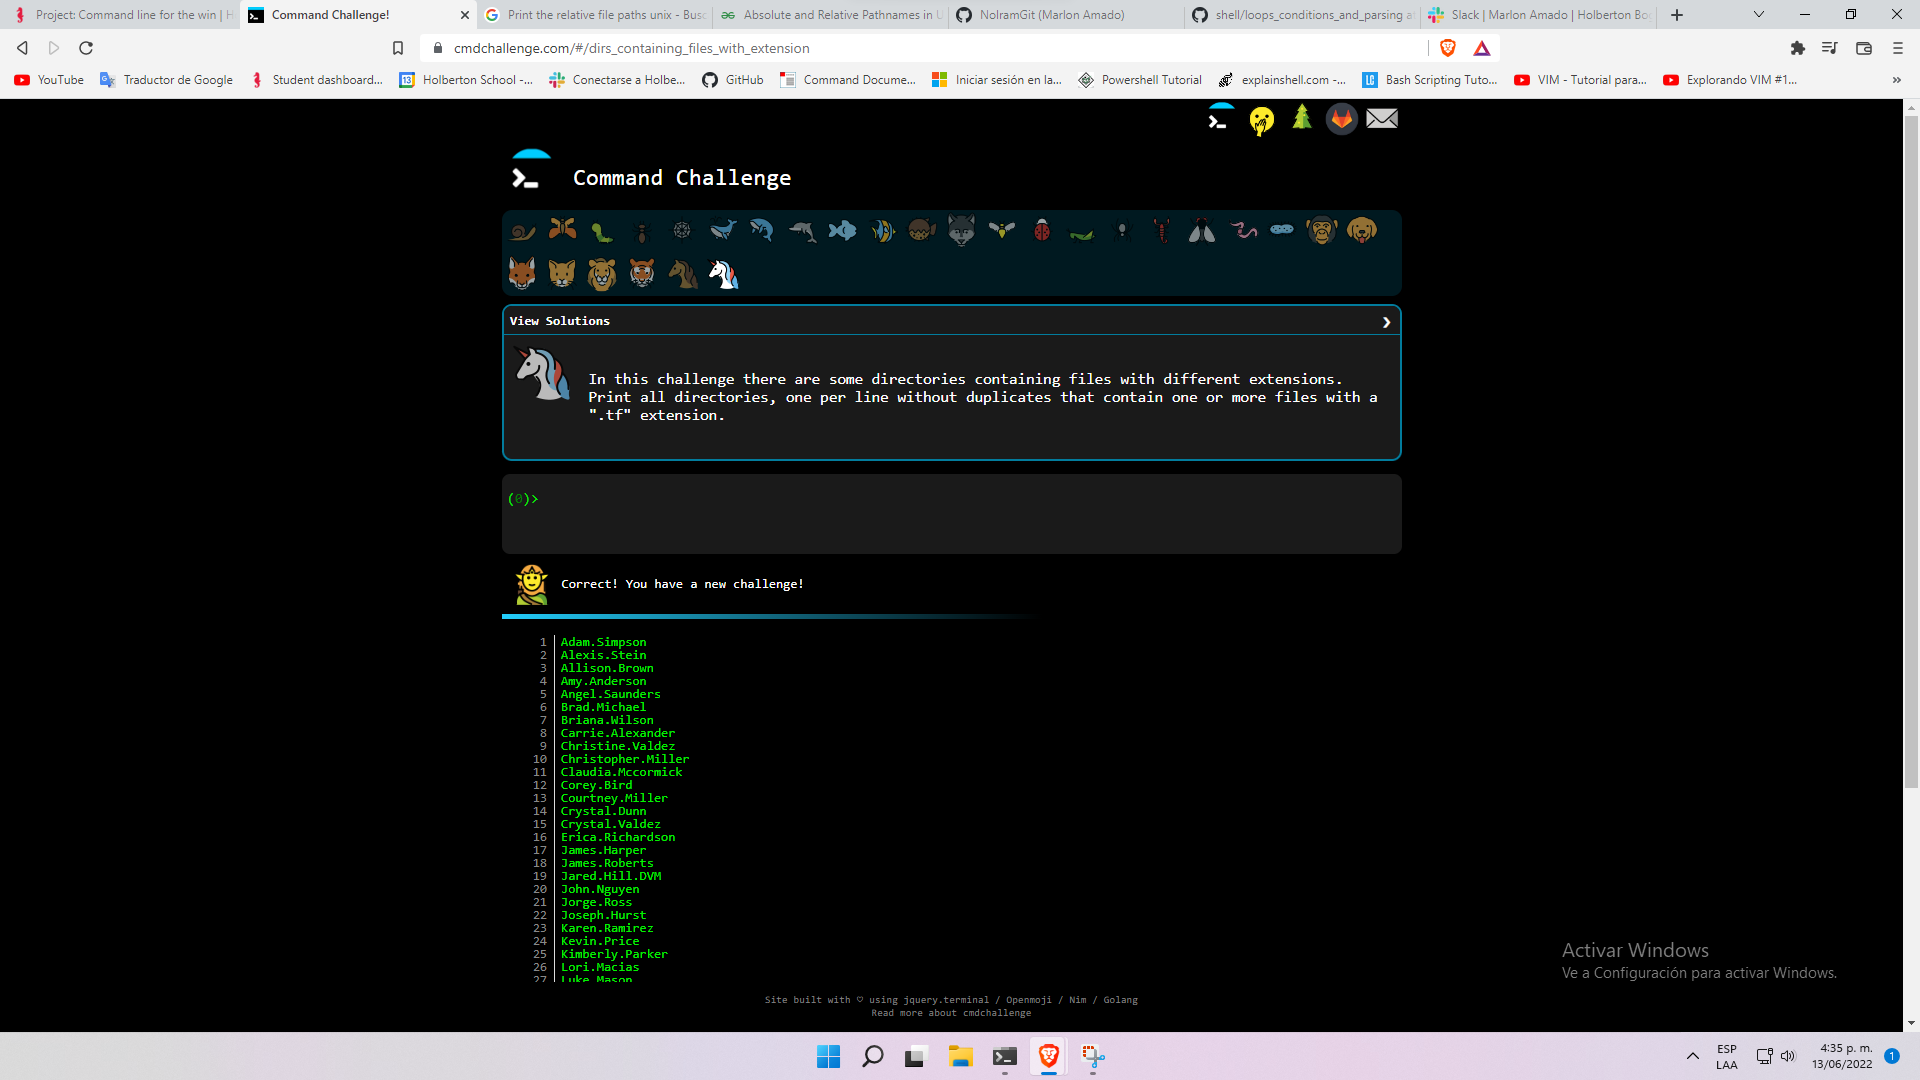 Project: Command line for the win | H
Command Challenge!
Print the relative file paths unix - Busc
Absolute and Relative Pathnames in U
NolramGit (Marlon Amado)
shell/loops_conditions_and_parsing a
Slack | Marlon Amado | Holberton Bo
cmdchallenge.com/#/dirs_containing_files_with_extension
YouTube
Traductor de Google
Student dashboard...
Holberton School -...
Conectarse a Holbe...
GitHub
Command Docume...
Iniciar sesión en la...
Powershell Tutorial
explainshell.com -...
Bash Scripting Tuto...
VIM - Tutorial para...
Explorando VIM #1...
»
Command Challenge
View Solutions
In this challenge there are some directories containing files with different extensions.
Print all directories, one per line without duplicates that contain one or more files with a
".tf" extension.
(0)>
Correct! You have a new challenge!
1 Adam.Simpson
2 Alexis.Stein
3 Allison.Brown
4 Amy.Anderson
5 Angel.Saunders
6 Brad.Michael
7 Briana.Wilson
8 Carrie.Alexander
9 Christine.Valdez
10 Christopher.Miller
11 Claudia.Mccormick
12 Corey.Bird
13 Courtney.Miller
14 Crystal.Dunn
15 Crystal.Valdez
16 Erica.Richardson
17 James.Harper
18 James.Roberts
19 Jared.Hill.DVM
20 John.Nguyen
21 Jorge.Ross
22 Joseph.Hurst
23 Karen.Ramirez
24 Kevin.Price
25 Kimberly.Parker
26 Lori.Macias
27 Luke.Mason
Activar Windows
Ve a Configuración para activar Windows.
Site built with ♡ using jquery.terminal / Openmoji / Nim / Golang
Read more about cmdchallenge
ESP
LAA
4:35 p. m.
13/06/2022
1